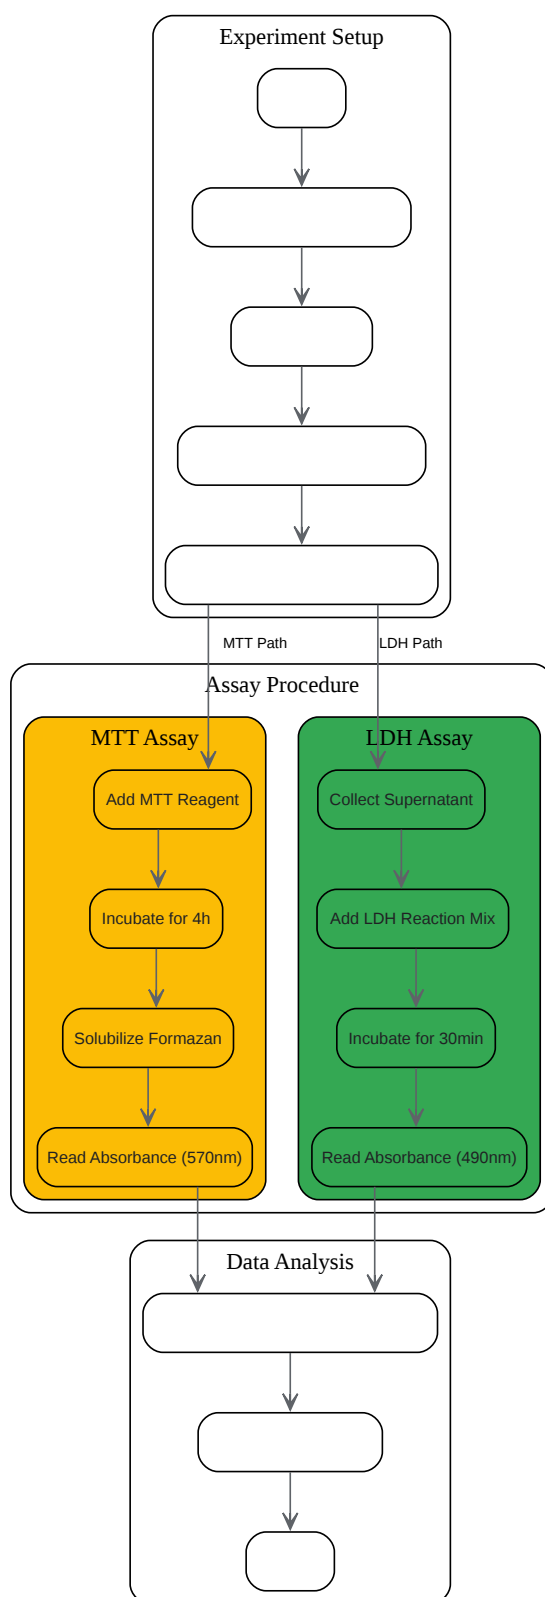 Experiment Setup
MTT Path
LDH Path
Assay Procedure
MTT Assay
LDH Assay
Add MTT Reagent
Collect Supernatant
Incubate for 4h
Add LDH Reaction Mix
Solubilize Formazan
Incubate for 30min
Read Absorbance (570nm)
Read Absorbance (490nm)
Data Analysis